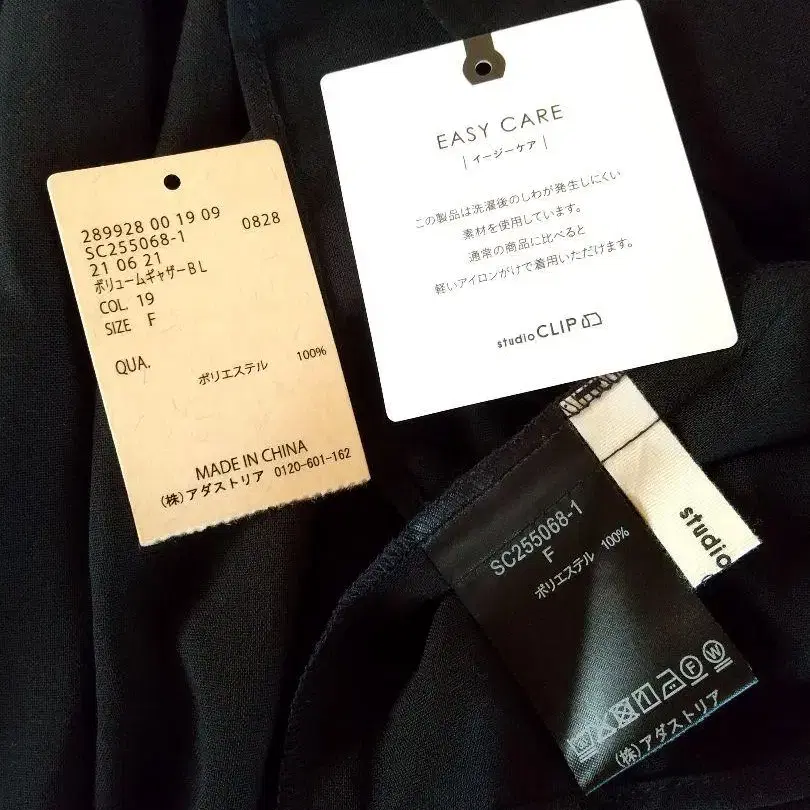 289928 00 19 09
0828
SC255068-1
21 06 21
ボリュームギャザーBL
COL. 19
SIZE F
QUA.
ポリエステル 100%
MADE IN CHINA
(株)アダストリア 0120-601-162
EASY CARE
| イージーケア |
この製品は洗濯後のしわが発生しにくい
素材を使用しています。
通常の商品に比べると
軽いアイロンがけで着用いただけます。
studio CLIP
studio
SC255068-1
F
ポリエステル 100%
F W
(株)アダストリア